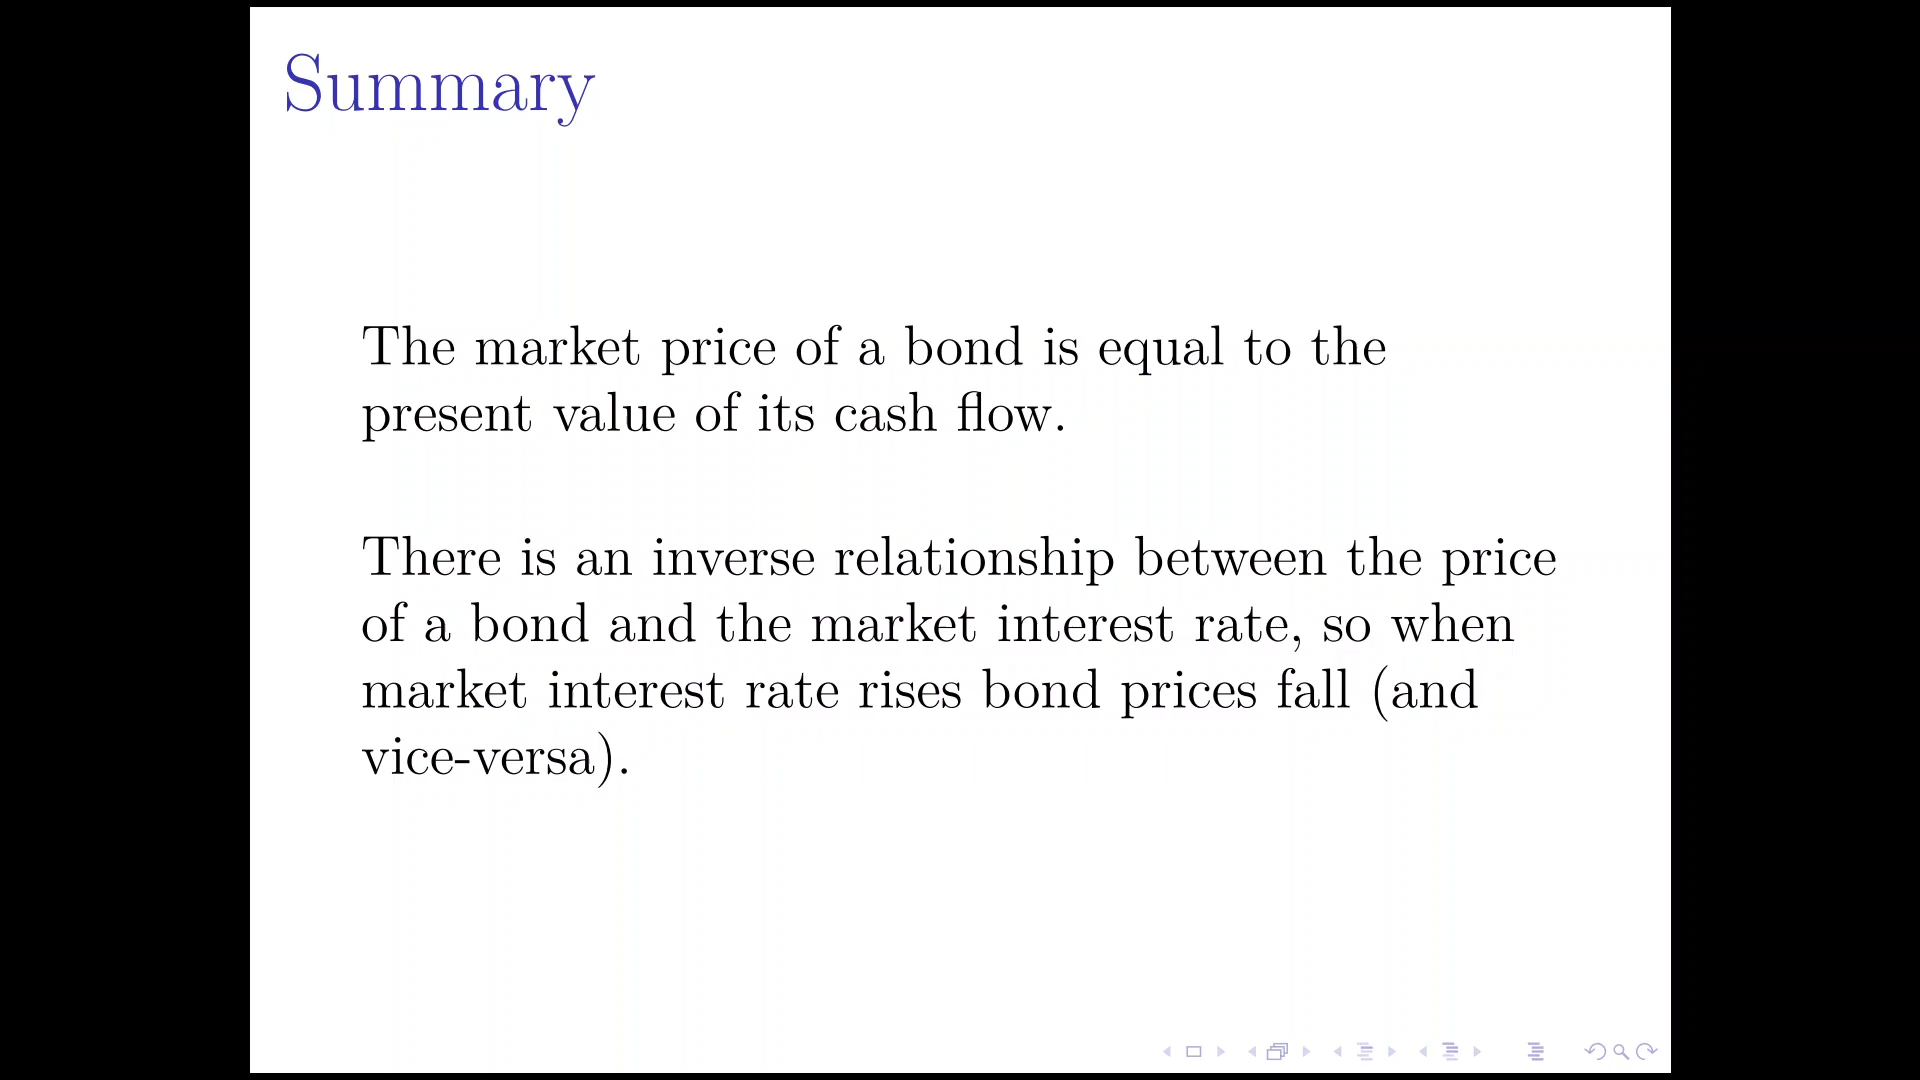 Summary
The market price of a bond is equal to the
present value of its cash flow.
There is an inverse relationship between the price
of a bond and the market interest rate, so when
market interest rate rises bond prices fall (and
vice-versa).